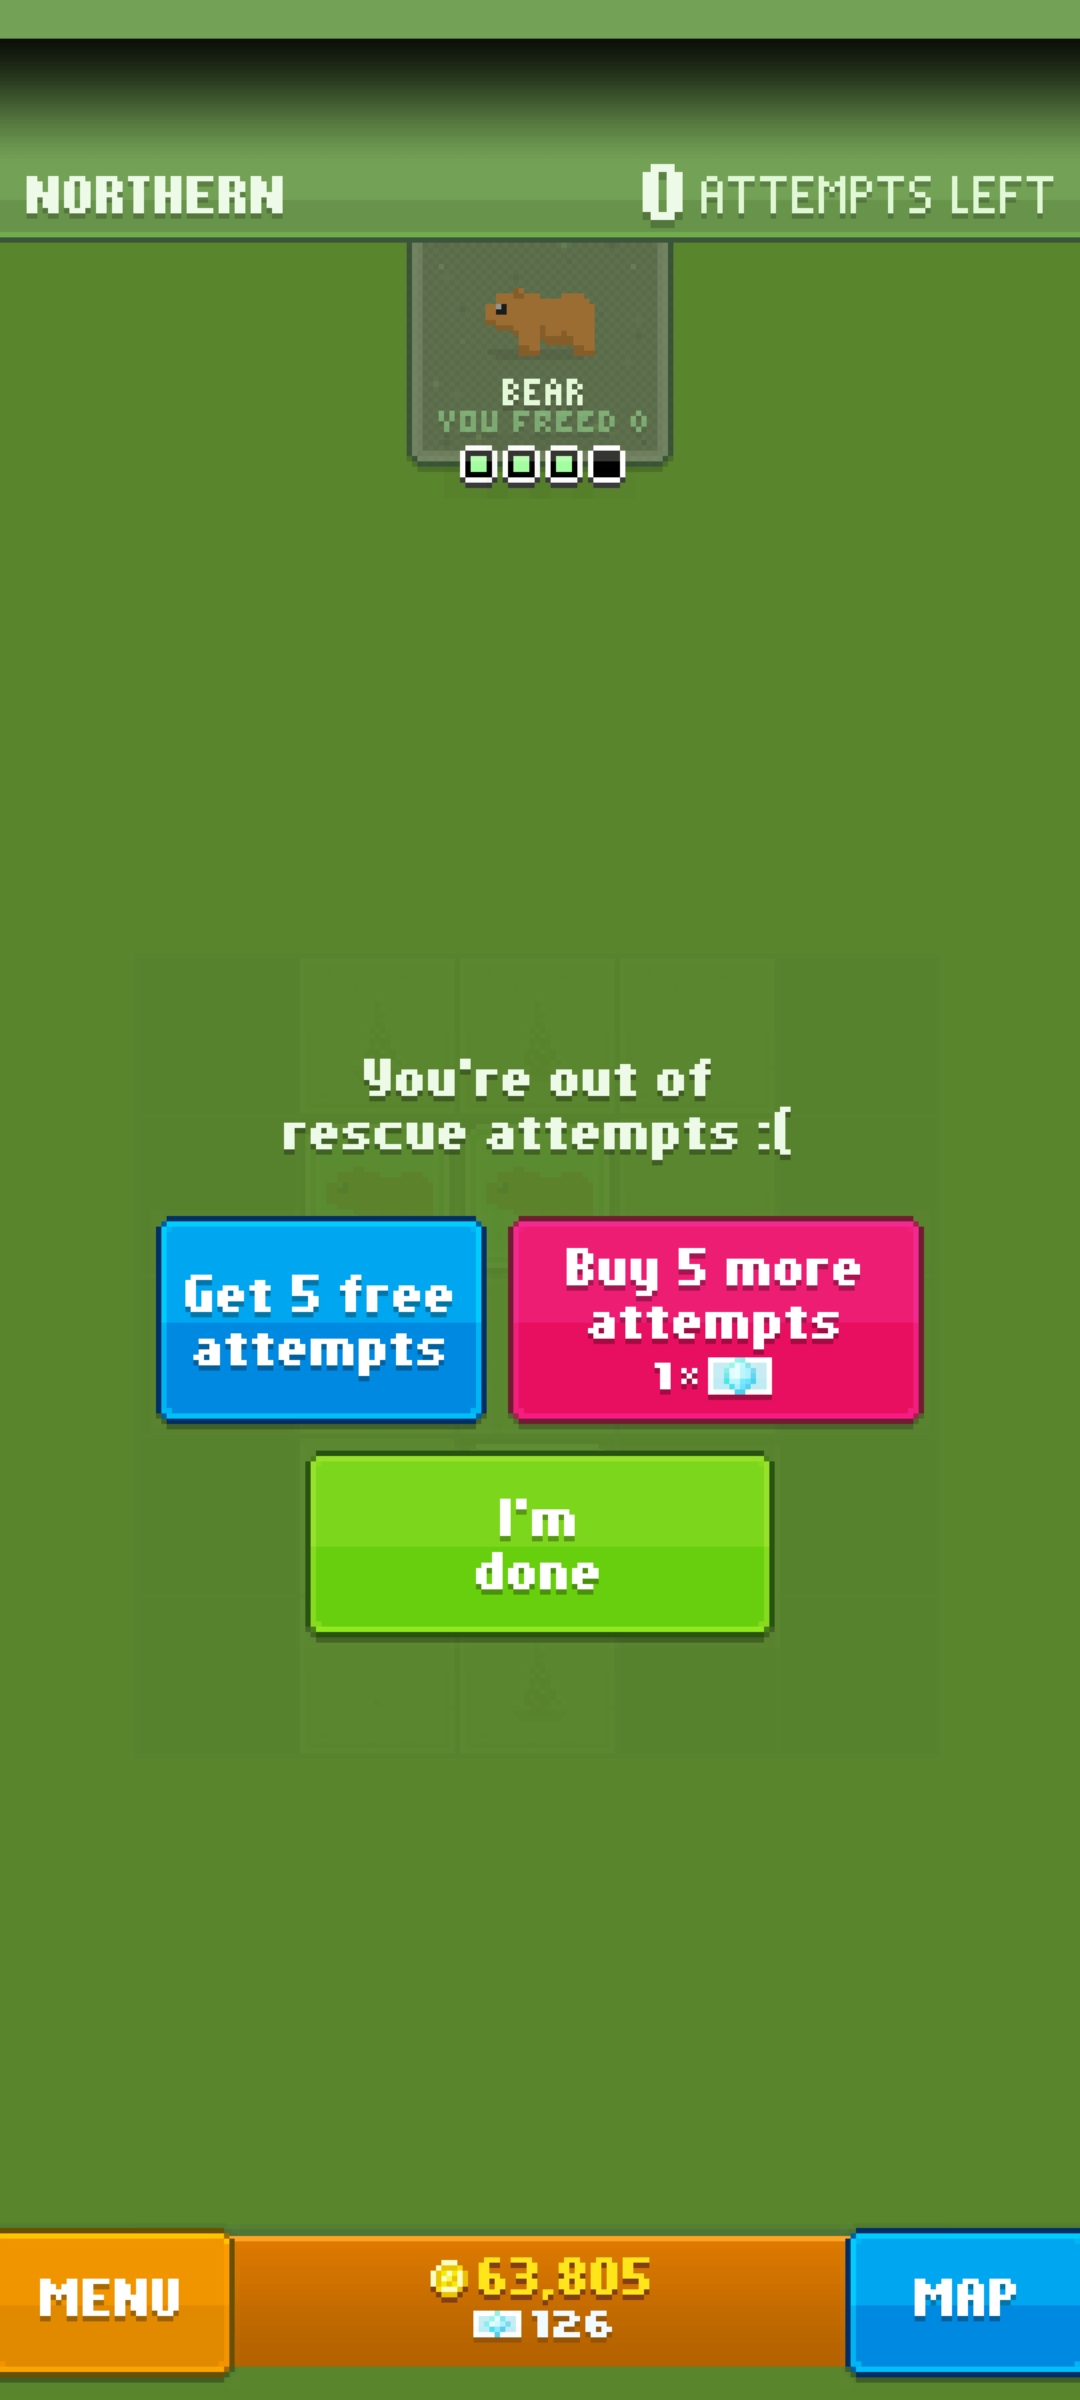 NORTHERN
0 ATTEMPTS LEFT
BEAR
YOU FREED 0
You're out of
rescue attempts :(
Get 5 free
attempts
Buy 5 more
attempts
1×
I'm
done
MENU
63,805
126
MAP